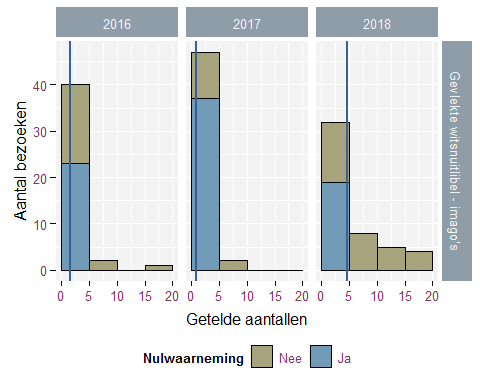 2016 2017 2018
Aantal bezoeken
40
30
20
10
0
Gevlekte witsnuitlibel - imago's
0 5 10 15 20 0 5 10 15 20 0 5 10 15 20
Getelde aantallen
Nulwaarneming Nee Ja